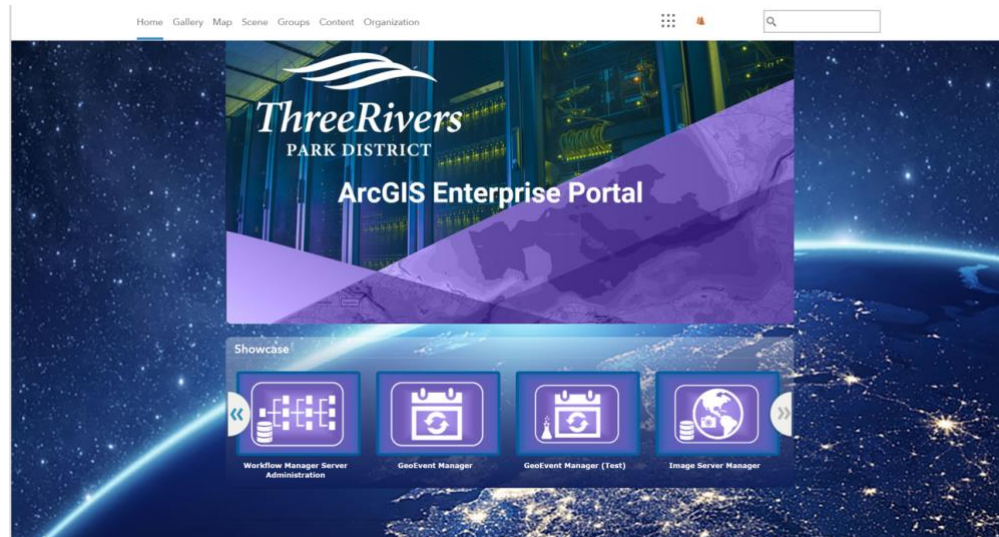 Home Gallery Map Scene Groups Content Organization
ThreeRivers
PARK DISTRICT
ArcGIS Enterprise Portal
Showcase
Workflow Manager Server
Administration
GeoEvent Manager
GeoEvent Manager (Test)
Image Server Manager